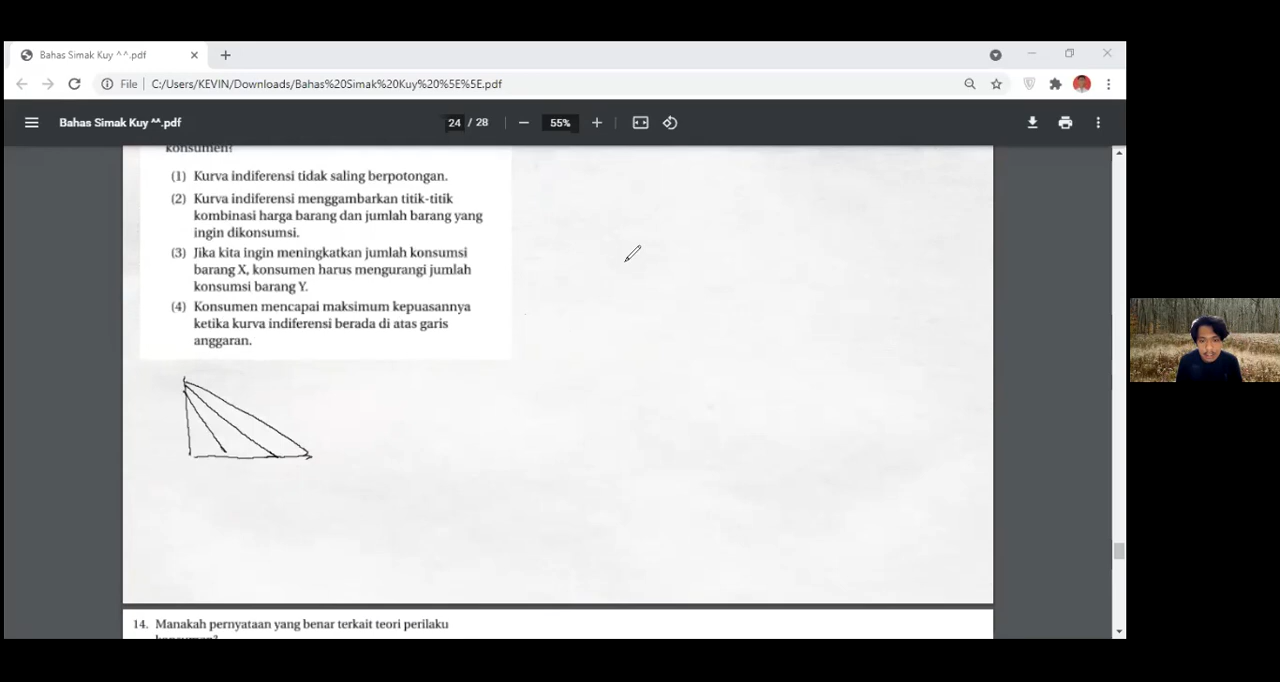 Bahas Simak Kuy ^^.pdf
File C:/Users/KEVIN/Downloads/Bahas%20Simak%20Kuy%20%5E%5E.pdf
Bahas Simak Kuy ^^.pdf 24 / 28 55%
konsumen?
(1) Kurva indiferensi tidak saling berpotongan.
(2) Kurva indiferensi menggambarkan titik-titik
kombinasi harga barang dan jumlah barang yang
ingin dikonsumsi.
(3) Jika kita ingin meningkatkan jumlah konsumsi
barang X, konsumen harus mengurangi jumlah
konsumsi barang Y.
(4) Konsumen mencapai maksimum kepuasannya
ketika kurva indiferensi berada di atas garis
anggaran.
14. Manakah pernyataan yang benar terkait teori perilaku
konsumen?